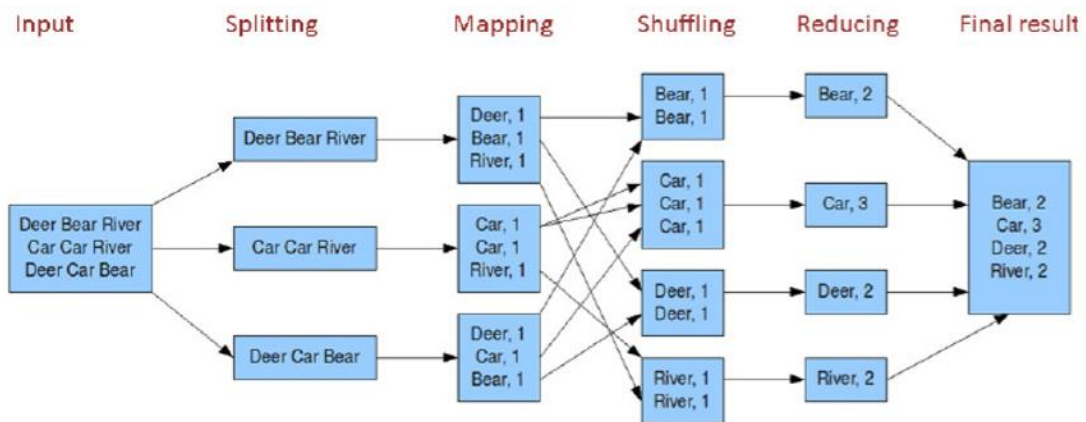 Input
Splitting
Mapping
Shuffling
Reducing
Final result
Deer Bear River
Car Car River
Deer Car Bear
Deer Bear River
Car Car River
Deer Car Bear
Deer, 1
Bear, 1
River, 1
Car, 1
Car, 1
River, 1
Deer, 1
Car, 1
Bear, 1
Bear, 1
Bear, 1
Car, 1
Car, 1
Car, 1
Deer, 1
Deer, 1
River, 1
River, 1
Bear, 2
Car, 3
Deer, 2
River, 2
Bear, 2
Car, 3
Deer, 2
River, 2